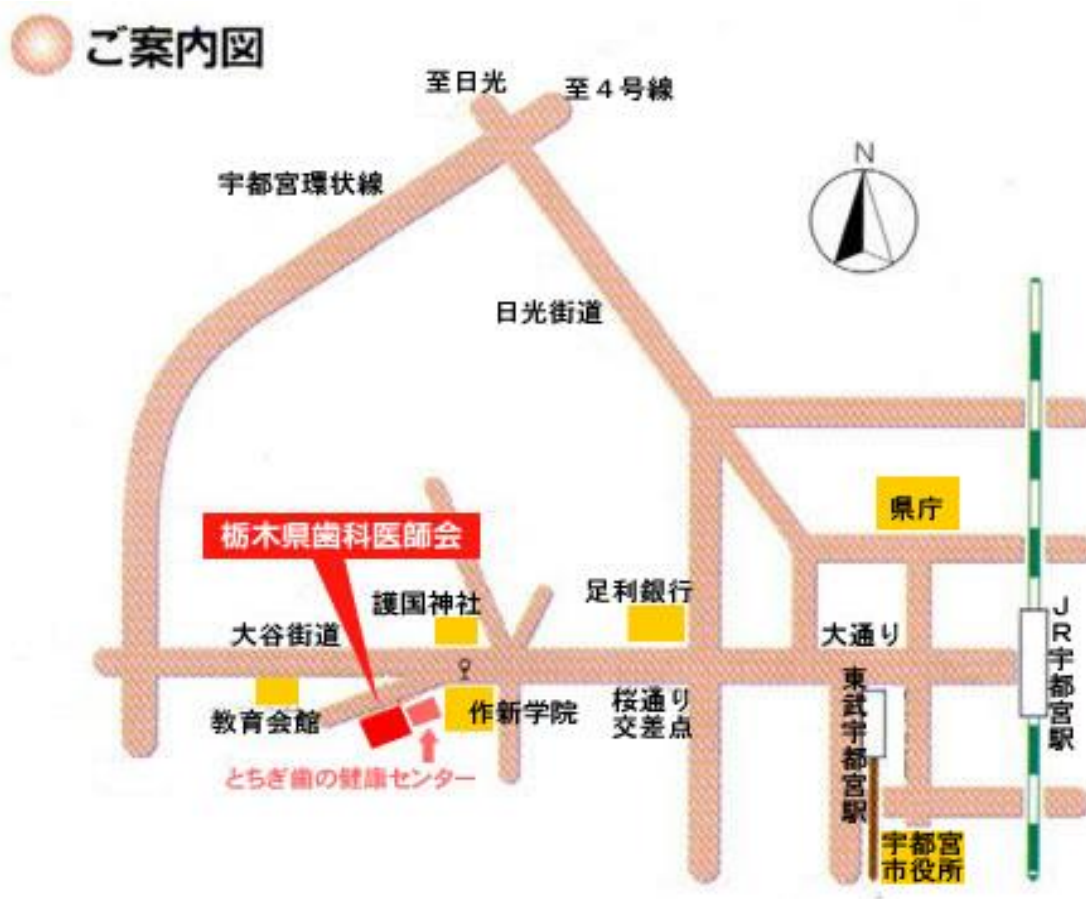 ご案内図
至日光
至４号線
宇都宮環状線
N
日光街道
県庁
栃木県歯科医師会
護国神社
足利銀行
大谷街道
大通り
JR宇都宮駅
教育会館
作新学院
桜通り
交差点
東武宇都宮駅
とちぎ歯の健康センター
宇都宮
市役所